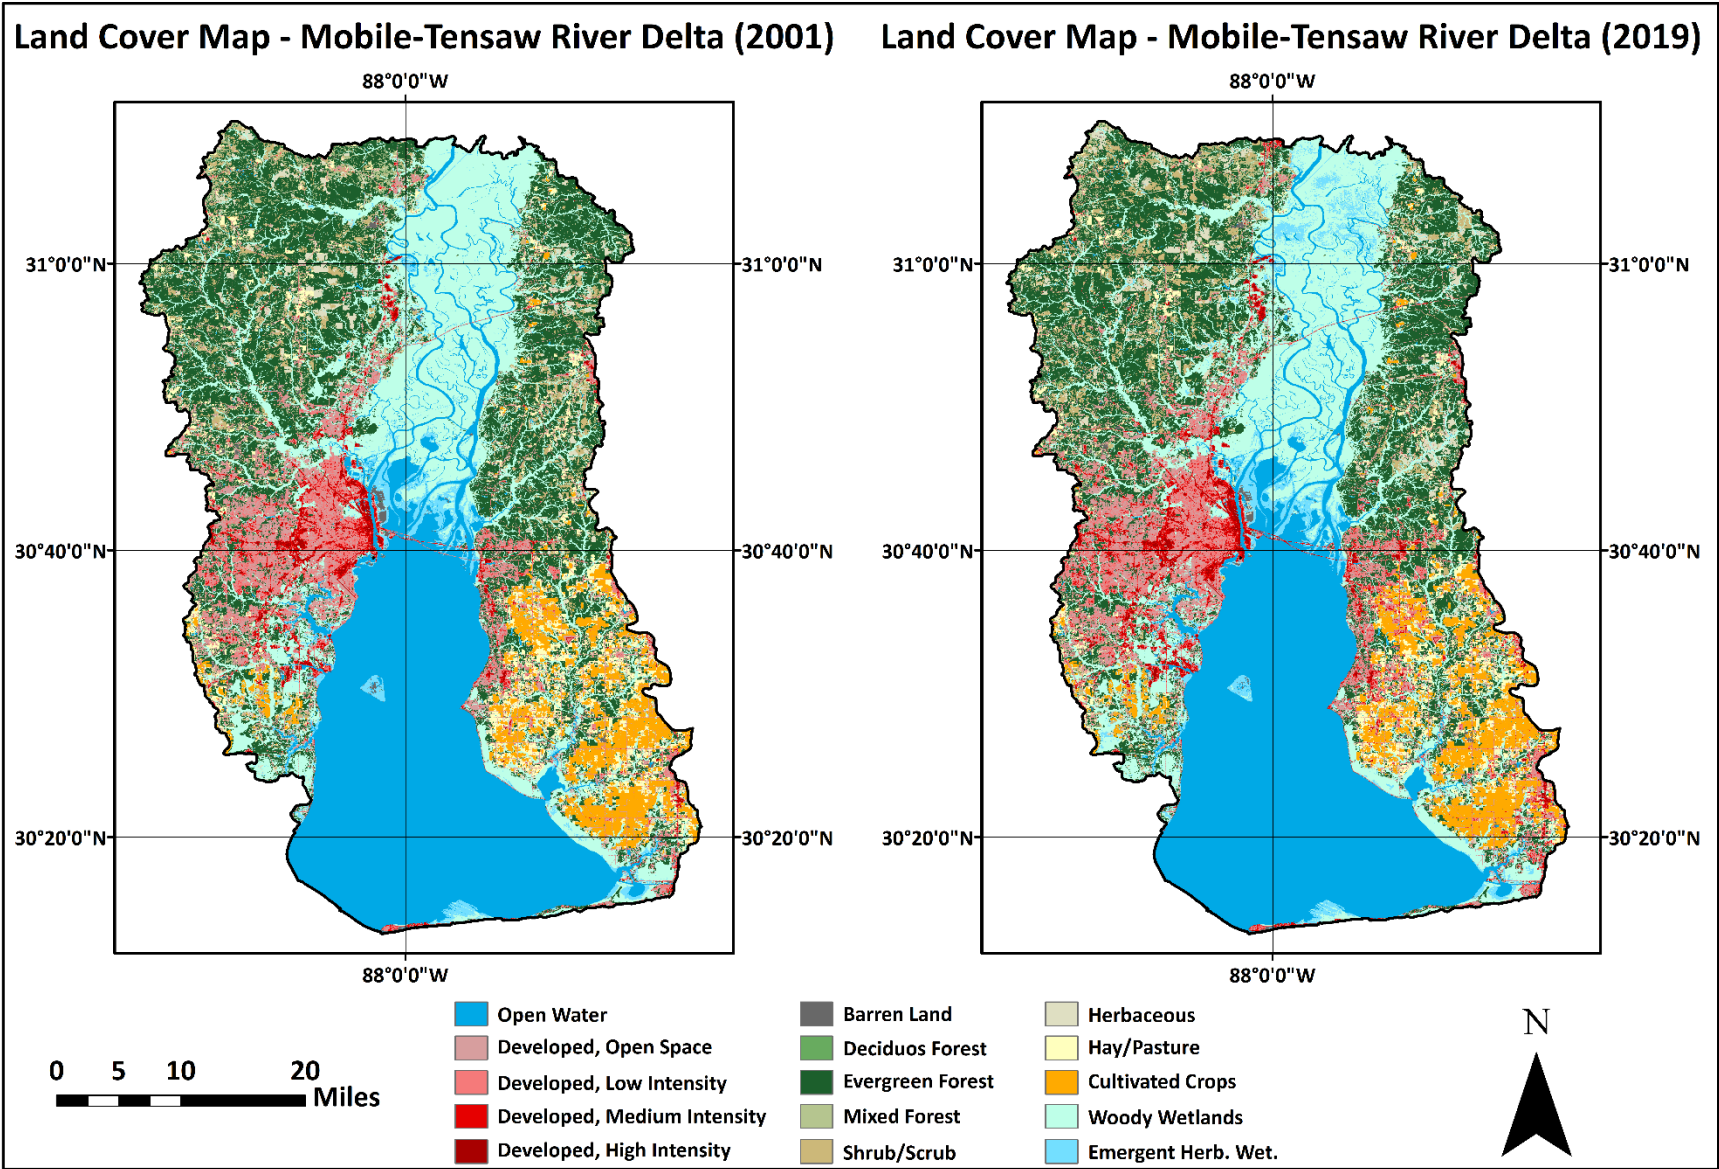 Land Cover Map - Mobile-Tensaw River Delta (2001)
Land Cover Map - Mobile-Tensaw River Delta (2019)
88°0'0"W
88°0'0"W
31°0'0"N
31°0'0"N
31°0'0"N
31°0'0"N
30°40'0"N
30°40'0"N
30°40'0"N
30°40'0"N
30°20'0"N
30°20'0"N
30°20'0"N
30°20'0"N
88°0'0"W
88°0'0"W
0 5 10 20
Miles
Open Water
Developed, Open Space
Developed, Low Intensity
Developed, Medium Intensity
Developed, High Intensity
Barren Land
Deciduos Forest
Evergreen Forest
Mixed Forest
Shrub/Scrub
Herbaceous
Hay/Pasture
Cultivated Crops
Woody Wetlands
Emergent Herb. Wet.
N